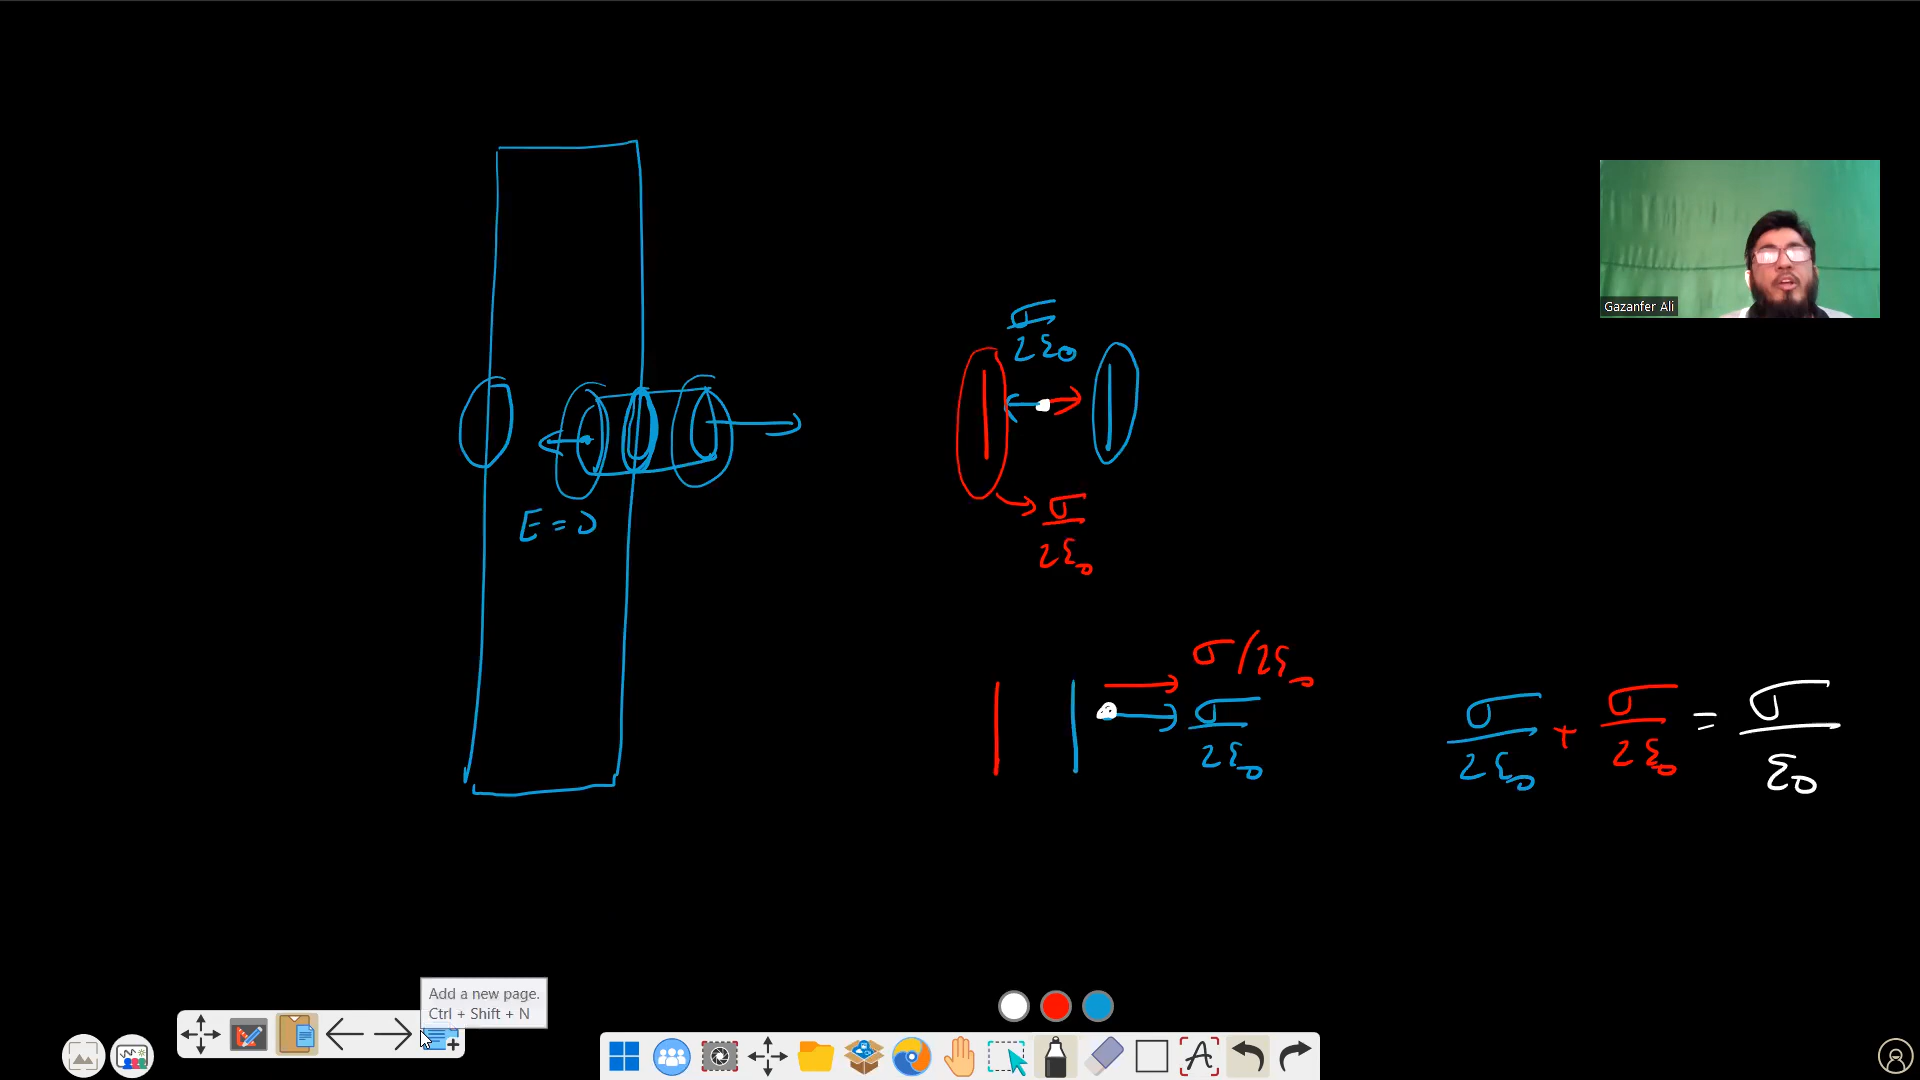 Gazanfer Ali
σ
2ε₀
E = 0
σ
2ε₀
σ/2ε₀
σ
2ε₀
σ/2ε₀ + σ/2ε₀ = σ/ε₀
Add a new page.
Ctrl + Shift + N